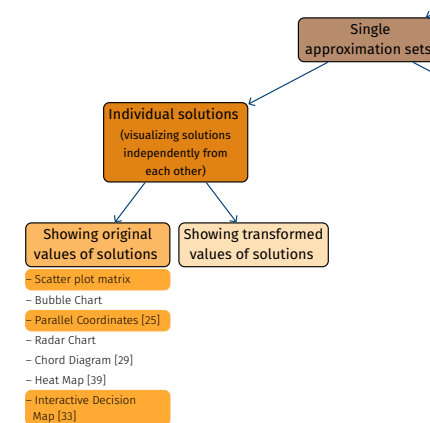 Single
approximation sets
Individual solutions
(visualizing solutions
independently from
each other)
Showing original
values of solutions
Showing transformed
values of solutions
– Scatter plot matrix
– Bubble Chart
– Parallel Coordinates [25]
– Radar Chart
– Chord Diagram [29]
– Heat Map [39]
– Interactive Decision
Map [33]